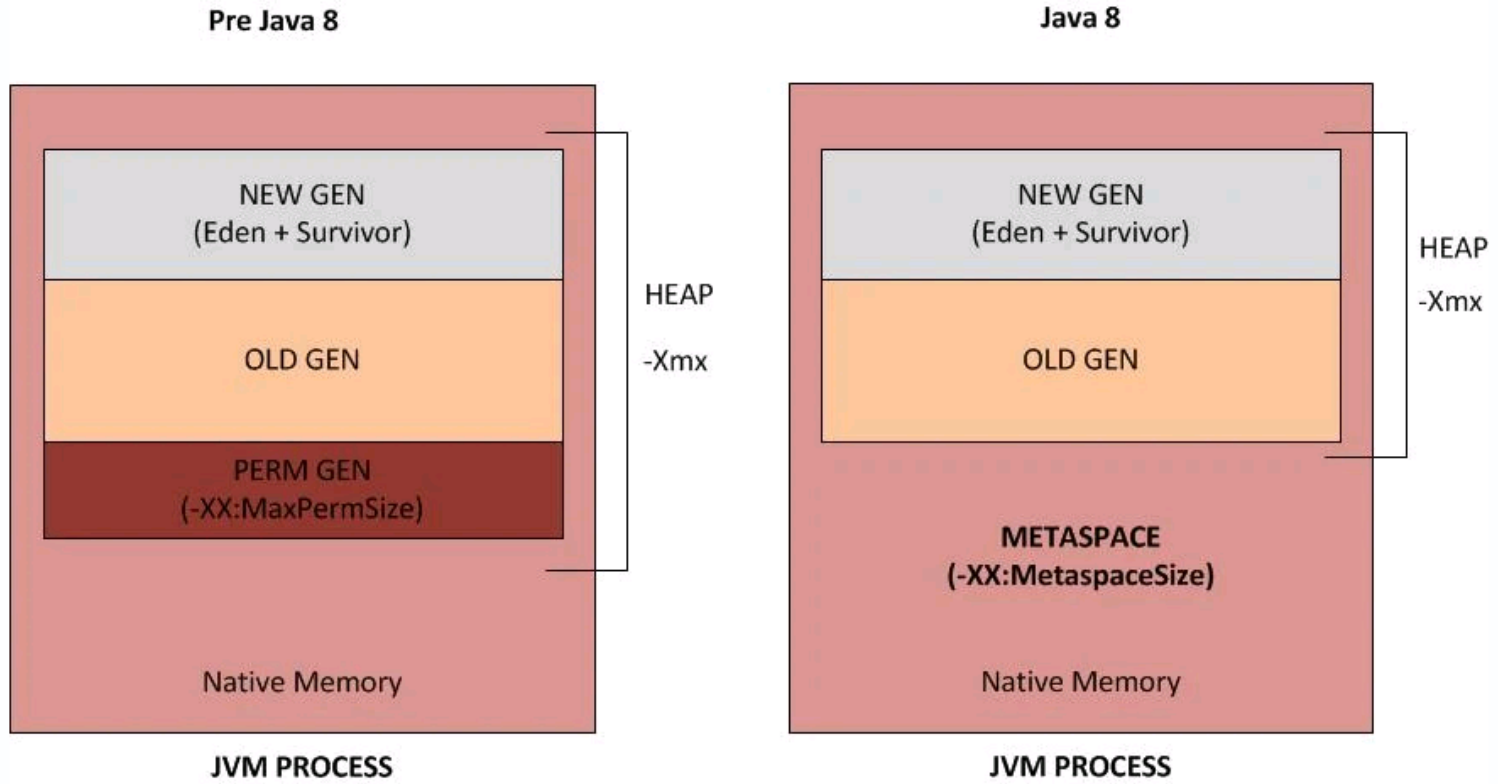 Pre Java 8
NEW GEN
(Eden + Survivor)
OLD GEN
PERM GEN
(-XX:MaxPermSize)
HEAP
-Xmx
Native Memory
JVM PROCESS
Java 8
NEW GEN
(Eden + Survivor)
OLD GEN
HEAP
-Xmx
METASPACE
(-XX:MetaspaceSize)
Native Memory
JVM PROCESS